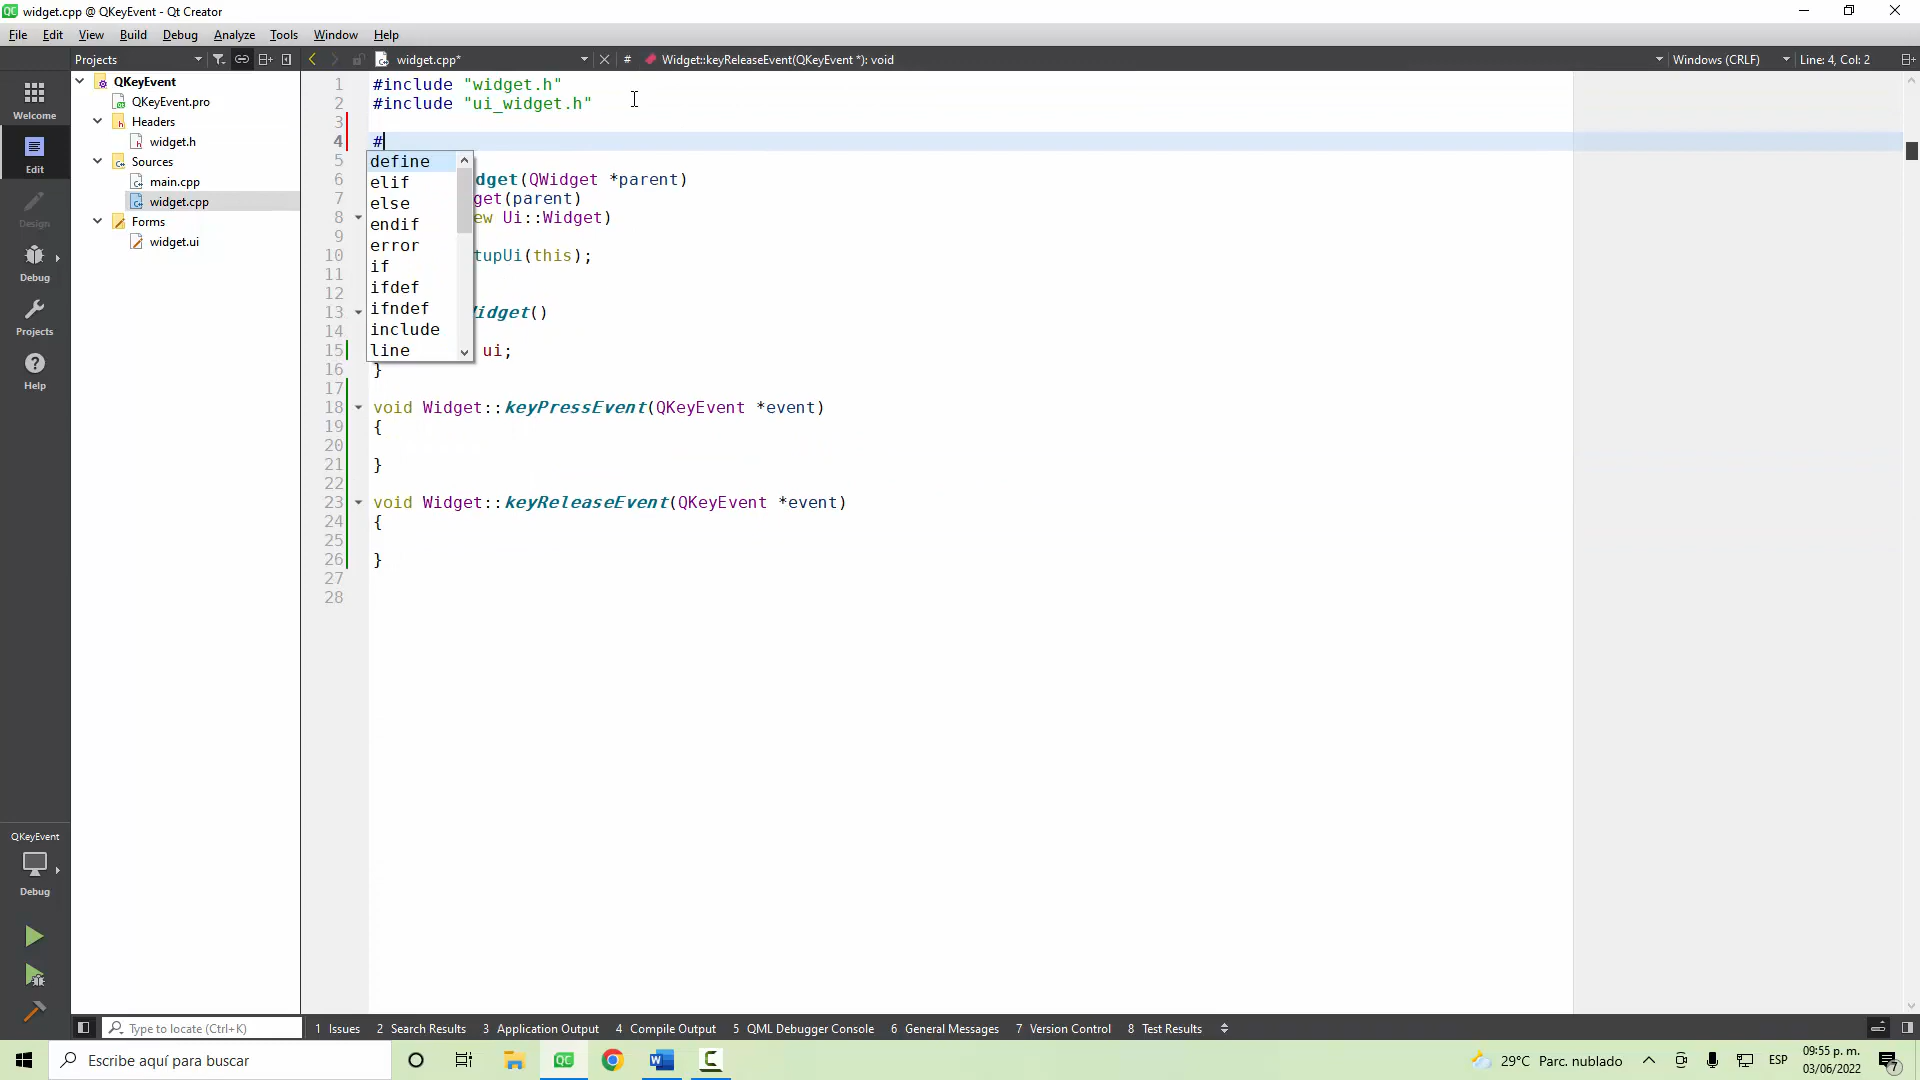 widget.cpp @ QKeyEvent - Qt Creator
File Edit View Build Debug Analyze Tools Window Help
Projects widget.cpp* # Widget::keyReleaseEvent(QKeyEvent *): void Windows (CRLF) Line: 4, Col: 2
Welcome
Edit
Design
Debug
Projects
Help
QKeyEvent
Debug
QKeyEvent
QKeyEvent.pro
Headers
widget.h
Sources
main.cpp
widget.cpp
Forms
widget.ui
1 #include "widget.h"
2 #include "ui_widget.h"
3
4 #
5
6 dget(QWidget *parent)
7 get(parent)
8 ew Ui::Widget)
9
10 tupUi(this);
11
12
13 idget()
14
15 ui;
16 }
17
18 void Widget::keyPressEvent(QKeyEvent *event)
19 {
20
21 }
22
23 void Widget::keyReleaseEvent(QKeyEvent *event)
24 {
25
26 }
27
28
define
elif
else
endif
error
if
ifdef
ifndef
include
line
Type to locate (Ctrl+K) 1 Issues 2 Search Results 3 Application Output 4 Compile Output 5 QML Debugger Console 6 General Messages 7 Version Control 8 Test Results
Escribe aquí para buscar
QC
29°C Parc. nublado ESP
09:55 p. m.
03/06/2022
7